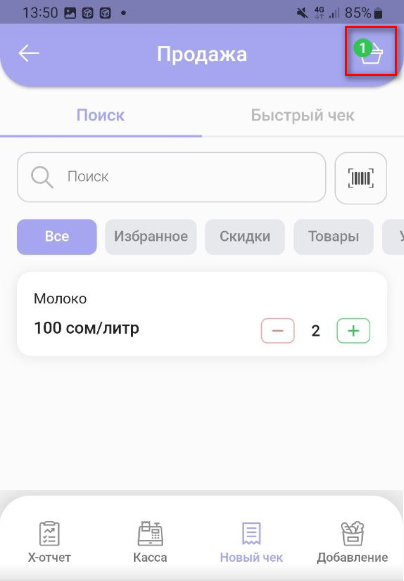 13:50 4G 85%
Продажа 1
Поиск Быстрый чек
Поиск
Все Избранное Скидки Товары У
Молоко
100 сом/литр 2
X-отчет Касса Новый чек Добавление